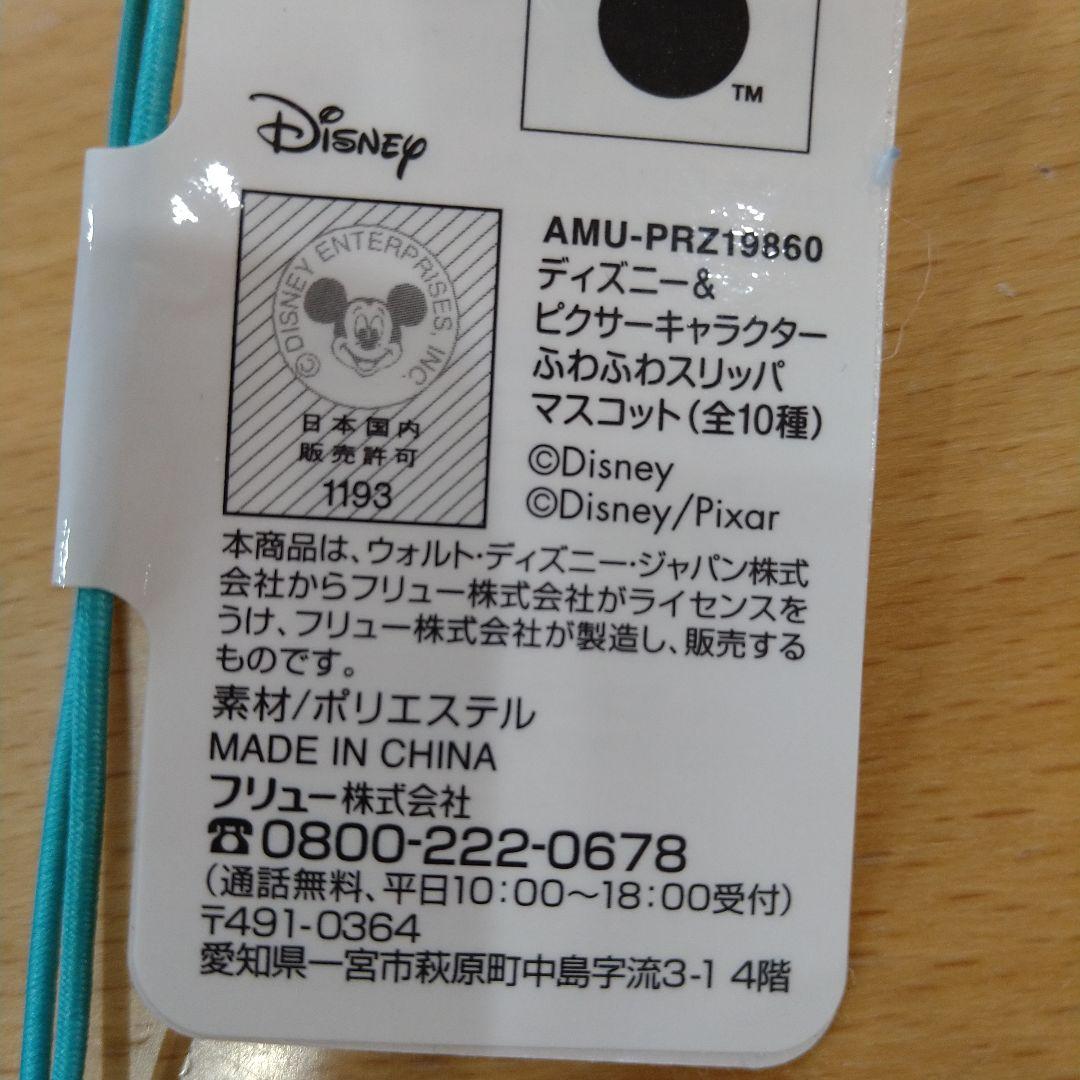 TM
Disney
© DISNEY ENTERPRISES, INC.
日本国内
販売許可
1193
AMU-PRZ19860
ディズニー&
ピクサーキャラクター
ふわふわスリッパ
マスコット(全10種)
©Disney
©Disney/Pixar
本商品は、ウォルト・ディズニー・ジャパン株式
会社からフリュー株式会社がライセンスを
うけ、フリュー株式会社が製造し、販売する
ものです。
素材/ポリエステル
MADE IN CHINA
フリュー株式会社
☎0800-222-0678
(通話無料、平日10:00～18:00受付)
〒491-0364
愛知県一宮市萩原町中島字流3-1 4階